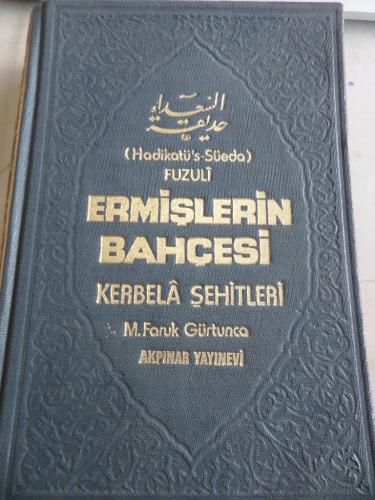 حديقة السعداء
(Hadikatü's-Süeda)
FUZULÎ
ERMİŞLERİN
BAHÇESİ
KERBELÂ ŞEHİTLERİ
M. Faruk Gürtunca
AKPINAR YAYINEVİ